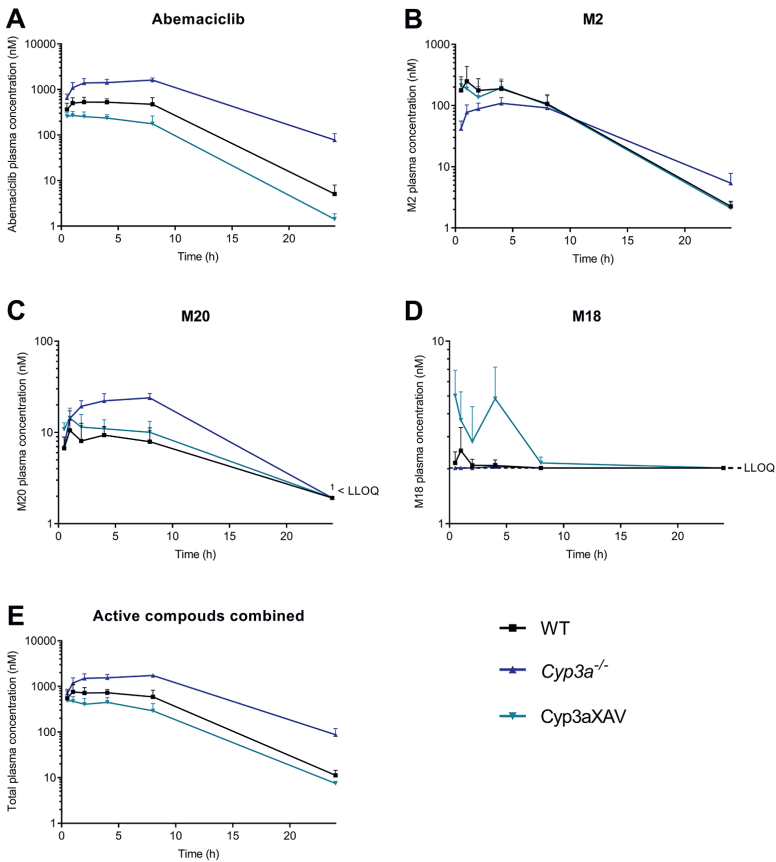 A
Abemaciclib
Abemaciclib plasma concentration (nM)
10000
1000
100
10
1
0 5 10 15 20
Time (h)
B
M2
M2 plasma concentration (nM)
1000
100
10
1
0 5 10 15 20
Time (h)
C
M20
M20 plasma concentration (nM)
100
10
1
1 < LLOQ
0 5 10 15 20
Time (h)
D
M18
M18 plasma concentration (nM)
10
1
LLOQ
0 5 10 15 20
Time (h)
E
Active compouds combined
Total plasma concentration (nM)
10000
1000
100
10
1
0 5 10 15 20
Time (h)
WT
Cyp3a-/-
Cyp3aXAV